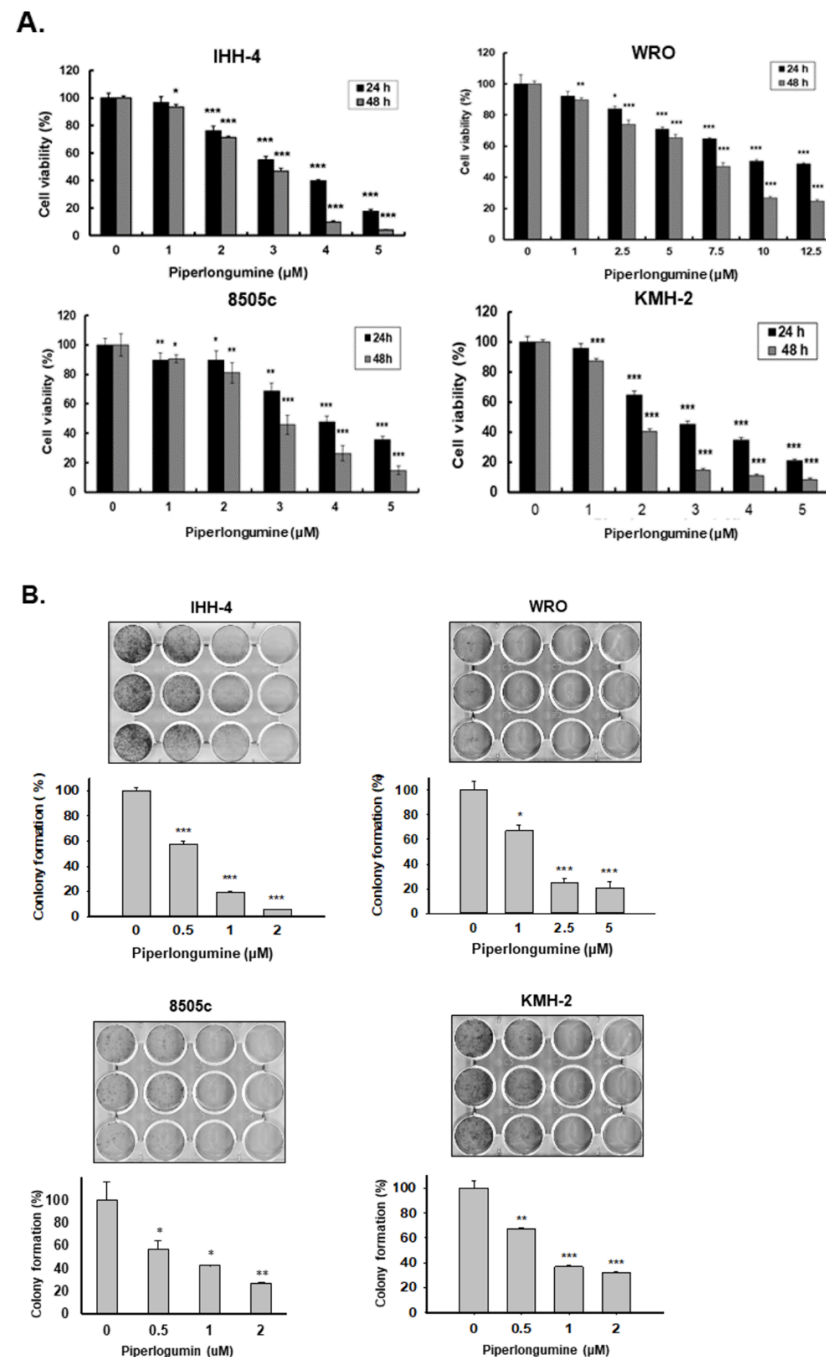 A.
IHH-4
120
100
80
60
40
20
0
Cell viability (%)
24 h
48 h
*
*** ***
*** ***
*** ***
*** ***
0 1 2 3 4 5
Piperlongumine (µM)
WRO
120
100
80
60
40
20
0
Cell viability (%)
24 h
48 h
**
* ***
*** ***
*** ***
*** ***
*** ***
0 1 2.5 5 7.5 10 12.5
Piperlongumine (µM)
8505c
120
100
80
60
40
20
0
Cell viability (%)
24h
48h
** *
* **
** ***
*** ***
*** ***
0 1 2 3 4 5
Piperlongumine (µM)
KMH-2
120
100
80
60
40
20
0
Cell viability (%)
24 h
48 h
***
*** ***
*** ***
*** ***
*** ***
0 1 2 3 4 5
Piperlongumine (µM)
B.
IHH-4
100
80
60
40
20
0
Conlony formation ( %)
***
***
***
0 0.5 1 2
Piperlongumine (µM)
WRO
100
80
60
40
20
0
Conlony formation (%)
*
***
***
0 1 2.5 5
Piperlongumine (µM)
8505c
100
80
60
40
20
0
Colony formation (%)
*
*
**
0 0.5 1 2
Piperlogumin (uM)
KMH-2
100
80
60
40
20
0
Colony formation (%)
**
***
***
0 0.5 1 2
Piperlongumine (µM)